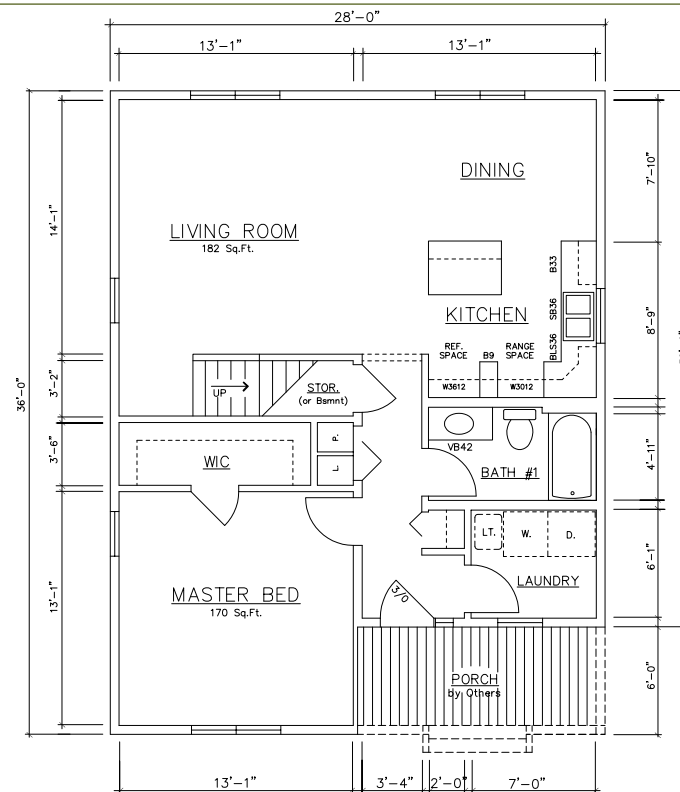 28'-0"
13'-1"
13'-1"
14'-1"
7'-10"
DINING
LIVING ROOM
182 Sq.Ft.
B33
SB36
BLS36
KITCHEN
8'-9"
REF.
SPACE
B9
RANGE
SPACE
W3612
W3012
36'-0"
3'-2"
UP
STOR.
(or Bsmnt)
3'-6"
WIC
P.
L.
VB42
BATH #1
4'-11"
LT.
W.
D.
6'-1"
LAUNDRY
13'-1"
MASTER BED
170 Sq.Ft.
3/0
PORCH
by Others
6'-0"
13'-1"
3'-4"
2'-0"
7'-0"